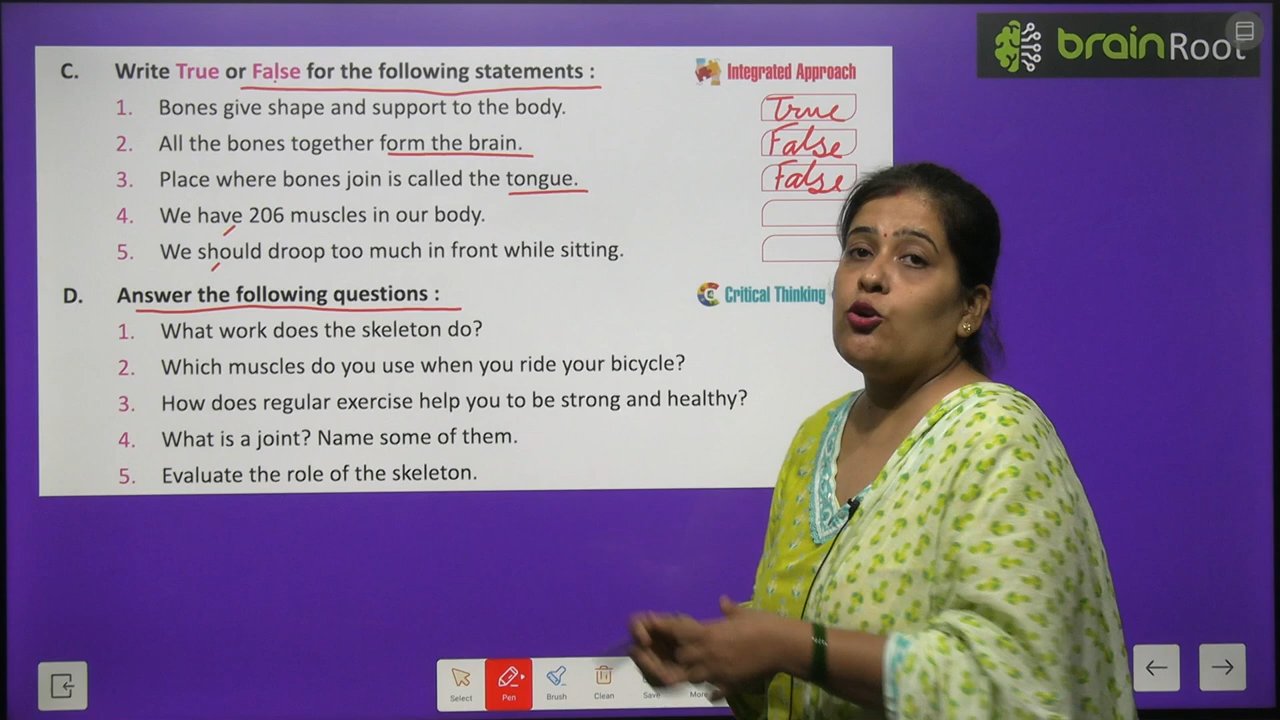 brainRoot
C. Write True or False for the following statements :
Integrated Approach
1. Bones give shape and support to the body. True
2. All the bones together form the brain. False
3. Place where bones join is called the tongue. False
4. We have 206 muscles in our body.
5. We should droop too much in front while sitting.
D. Answer the following questions :
Critical Thinking
1. What work does the skeleton do?
2. Which muscles do you use when you ride your bicycle?
3. How does regular exercise help you to be strong and healthy?
4. What is a joint? Name some of them.
5. Evaluate the role of the skeleton.
Select Pen Brush Clean Save More